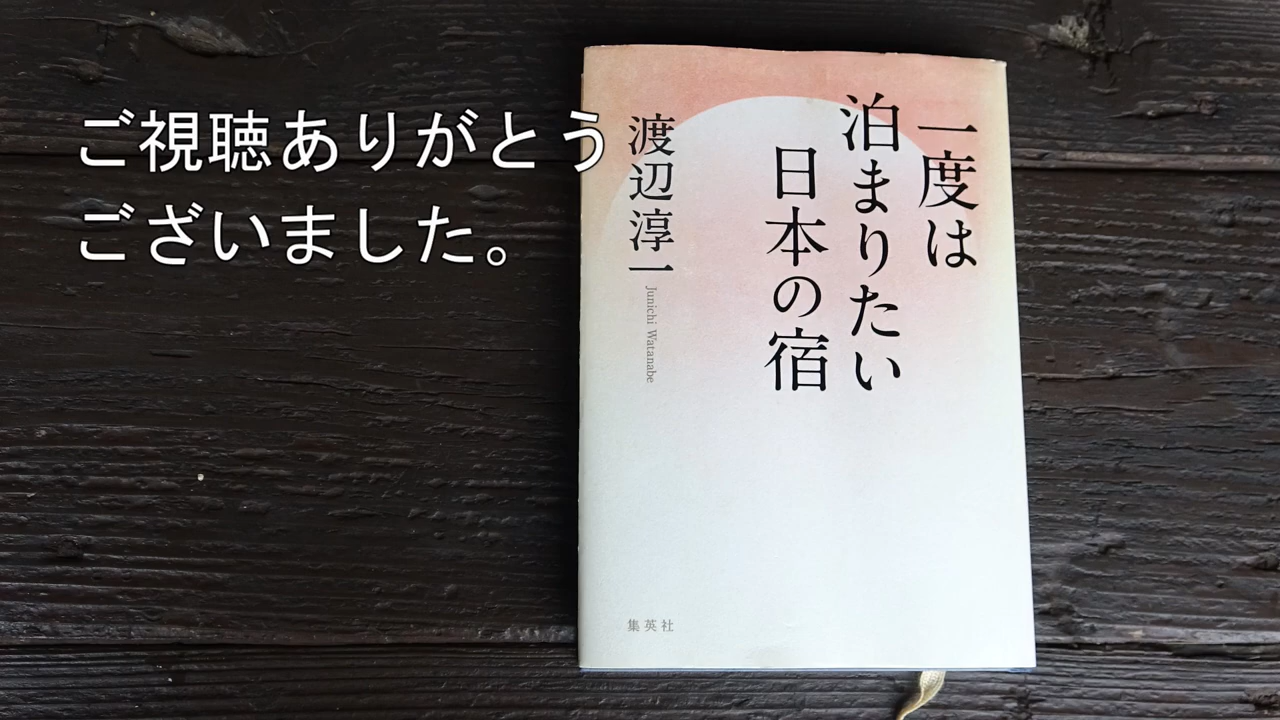 ご視聴ありがとう
ございました。
一度は
泊まりたい
日本の宿
渡辺淳一
Junichi Watanabe
集英社